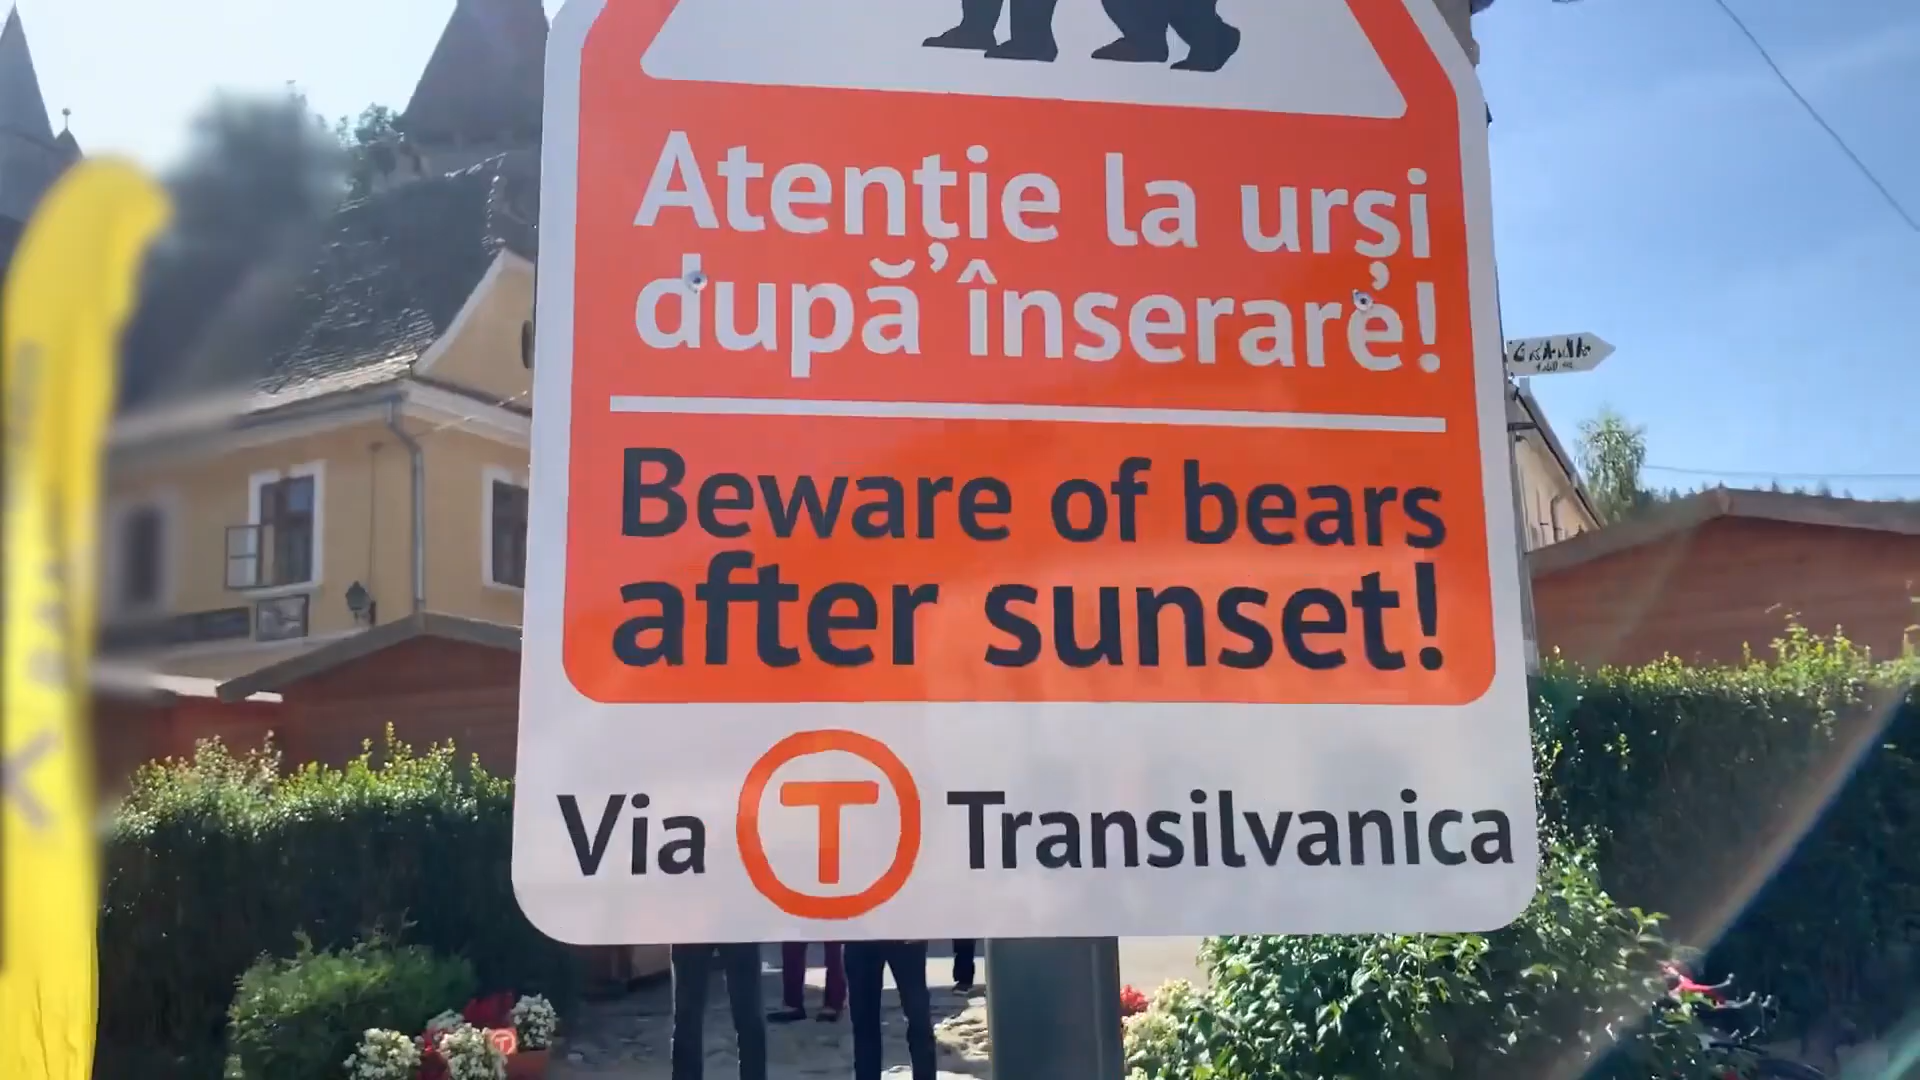 Atenție la urși
după înserare!
Beware of bears
after sunset!
Via T Transilvanica